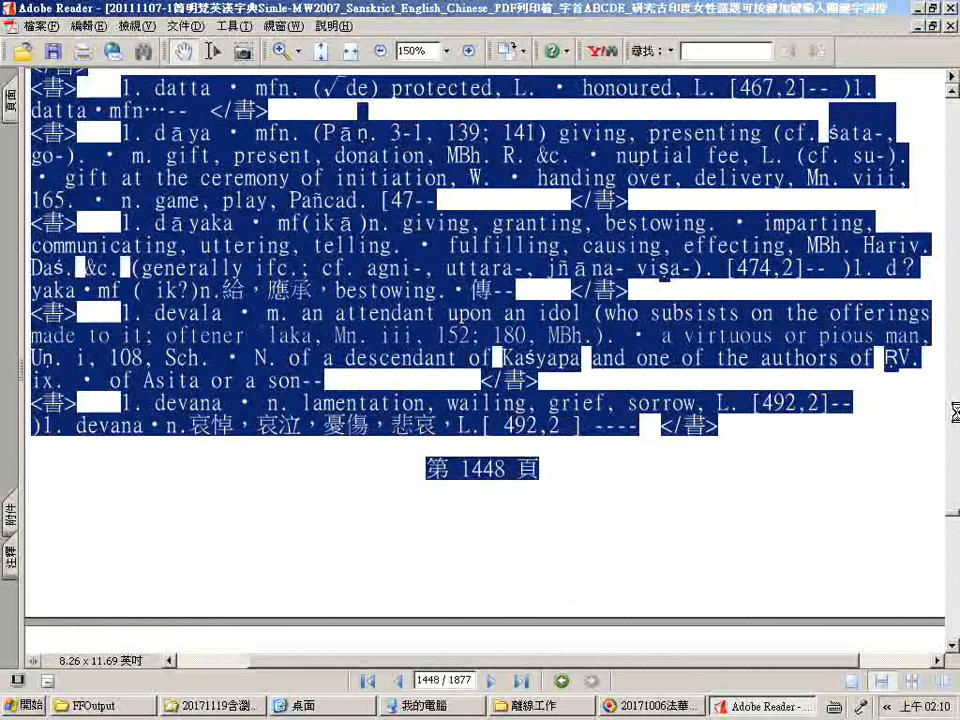 Adobe Reader - [20111107-1簡明梵英漢字典Simle-MW2007_Sanskrict_English_Chinese_PDF列印檔_字首ABCDE_研究古印度女性議題可按鍵加鍵輸入關鍵字詞搜
檔案(F) 編輯(E) 檢視(V) 文件(D) 工具(T) 視窗(W) 說明(H)
150% Y! 尋找:
頁面
<書> 1. datta ‧ mfn. (√de) protected, L. ‧ honoured, L. [467,2]-- )1.
datta‧mfn…-- </書>
<書> 1. dāya ‧ mfn. (Pāṇ. 3-1, 139; 141) giving, presenting (cf. śata-,
go-). ‧ m. gift, present, donation, MBh. R. &c. ‧ nuptial fee, L. (cf. su-).
‧ gift at the ceremony of initiation, W. ‧ handing over, delivery, Mn. viii,
165. ‧ n. game, play, Pañcad. [47-- </書>
<書> 1. dāyaka ‧ mf(ikā)n. giving, granting, bestowing. ‧ imparting,
communicating, uttering, telling. ‧ fulfilling, causing, effecting, MBh. Hariv.
Daś. &c. (generally ifc.; cf. agni-, uttara-, jñāna- viṣa-). [474,2]-- )1. d?
yaka‧mf ( ik?)n.給，應承，bestowing.‧傳-- </書>
<書> 1. devala ‧ m. an attendant upon an idol (who subsists on the offerings
made to it; oftener °laka, Mn. iii, 152; 180, MBh.). ‧ a virtuous or pious man,
Uṇ. i, 108, Sch. ‧ N. of a descendant of Kaśyapa and one of the authors of ṚV.
ix. ‧ of Asita or a son-- </書>
<書> 1. devana ‧ n. lamentation, wailing, grief, sorrow, L. [492,2]--
)1. devana‧n.哀悼，哀泣，憂傷，悲哀，L.[ 492,2 ] ---- </書>
第 1448 頁
附件
注釋
8.26 x 11.69 英吋
1448 / 1877
開始 FFOutput 20171119含瀏... 桌面 我的電腦 離線工作 20171006法華... Adobe Reader - ... 上午 02:10